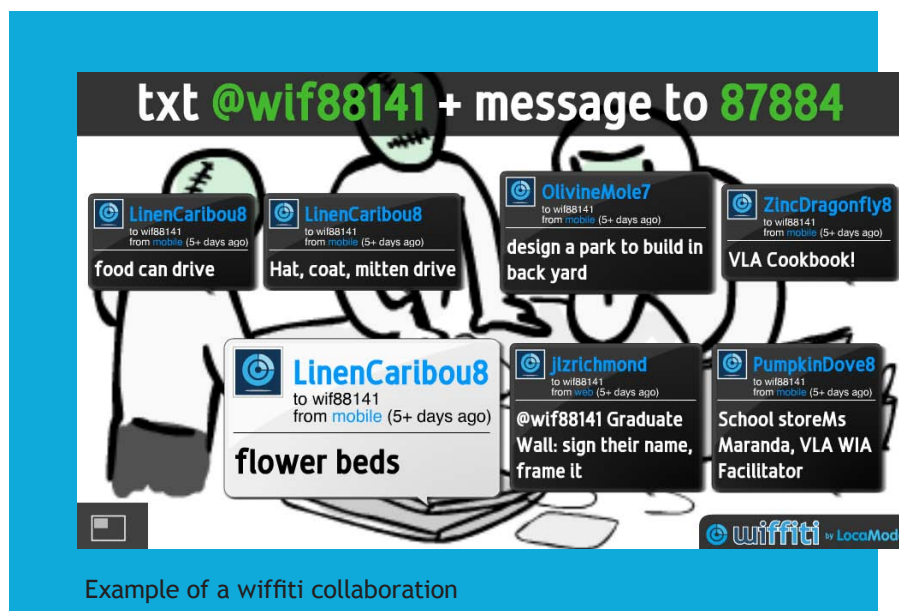 txt @wif88141 + message to 87884
LinenCaribou8
to wif88141
from mobile (5+ days ago)
food can drive
LinenCaribou8
to wif88141
from mobile (5+ days ago)
Hat, coat, mitten drive
OlivineMole7
to wif88141
from mobile (5+ days ago)
design a park to build in
back yard
ZincDragonfly8
to wif88141
from mobile (5+ days ago)
VLA Cookbook!
LinenCaribou8
to wif88141
from mobile (5+ days ago)
flower beds
jlzrichmond
to wif88141
from web (5+ days ago)
@wif88141 Graduate
Wall: sign their name,
frame it
PumpkinDove8
to wif88141
from mobile (5+ days ago)
School storeMs
Maranda, VLA WIA
Facilitator
wiffiti by LocaMod
Example of a wiffiti collaboration